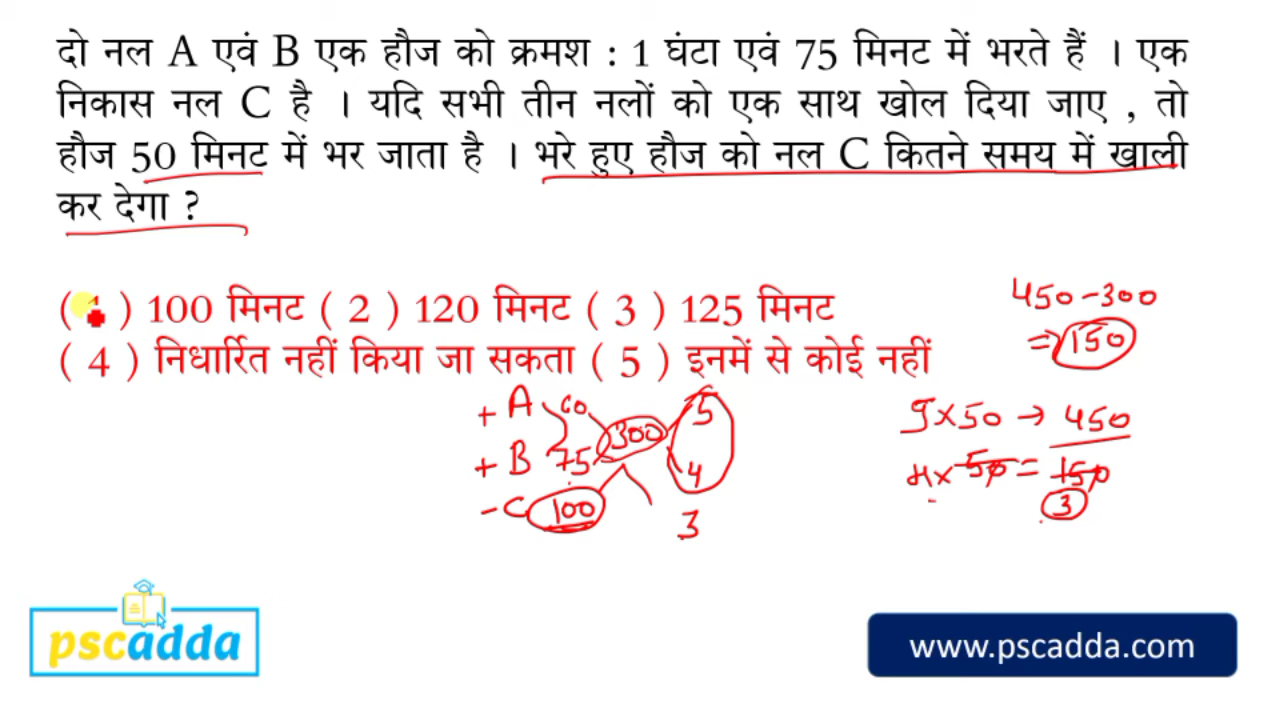 दो नल A एवं B एक हौज को क्रमश : 1 घंटा एवं 75 मिनट में भरते हैं । एक
निकास नल C है । यदि सभी तीन नलों को एक साथ खोल दिया जाए , तो
हौज 50 मिनट में भर जाता है । भरे हुए हौज को नल C कितने समय में खाली
कर देगा ?
( 1 ) 100 मिनट ( 2 ) 120 मिनट ( 3 ) 125 मिनट
( 4 ) निधार्रित नहीं किया जा सकता ( 5 ) इनमें से कोई नहीं
450-300
=> 150
+ A 60 300 5
+ B 75 4
- C 100 3
9x50 → 450
x 50 = 150
3
pscadda
www.pscadda.com